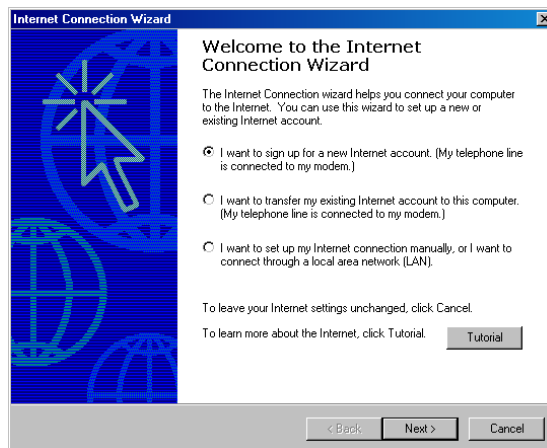 Internet Connection Wizard
Welcome to the Internet
Connection Wizard
The Internet Connection wizard helps you connect your computer
to the Internet. You can use this wizard to set up a new or
existing Internet account.
I want to sign up for a new Internet account. (My telephone line
is connected to my modem.)
I want to transfer my existing Internet account to this computer.
(My telephone line is connected to my modem.)
I want to set up my Internet connection manually, or I want to
connect through a local area network (LAN).
To leave your Internet settings unchanged, click Cancel.
To learn more about the Internet, click Tutorial.
Tutorial
< Back
Next >
Cancel